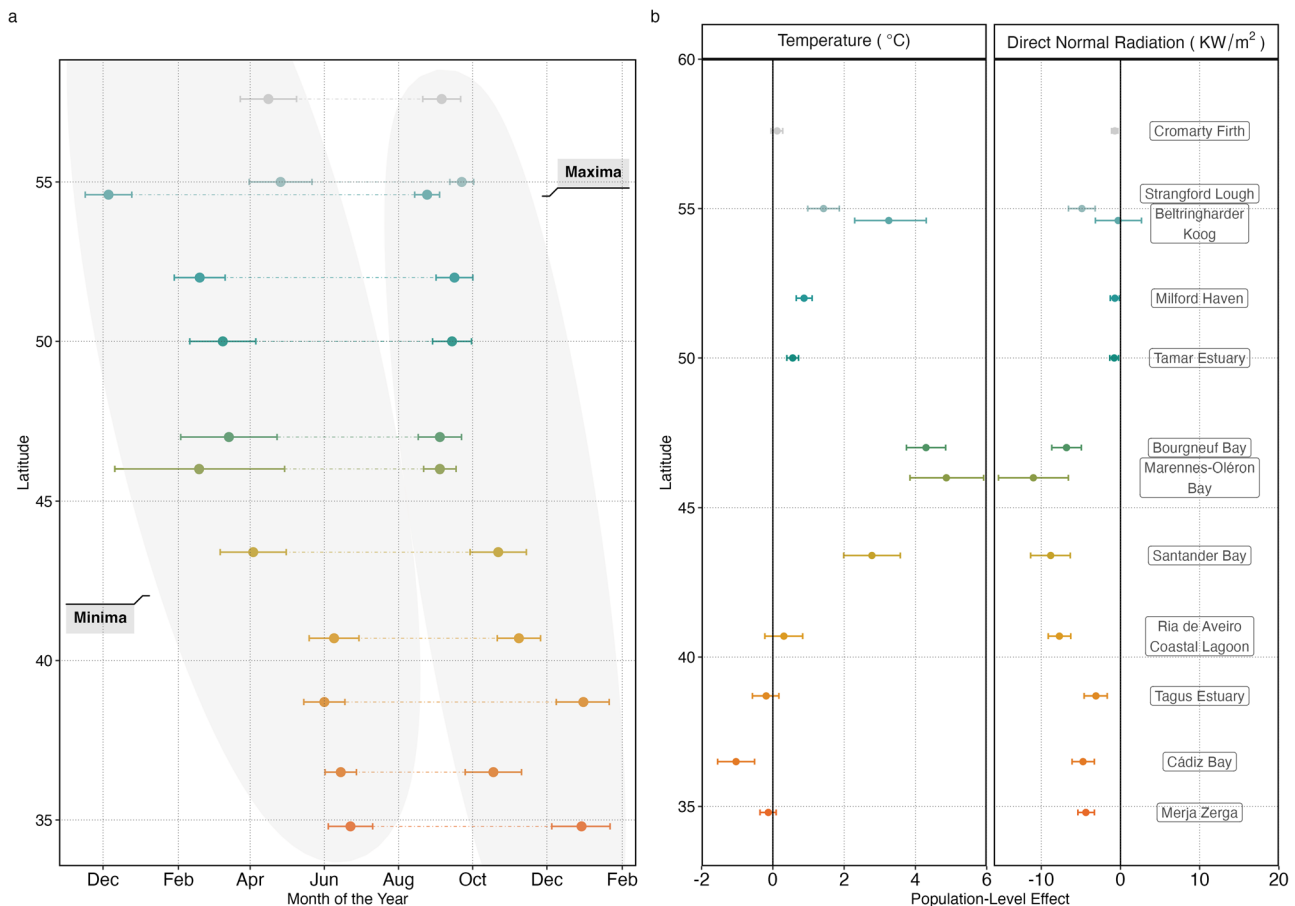 a
Maxima
Minima
55
50
45
40
35
Latitude
Dec
Feb
Apr
Jun
Aug
Oct
Dec
Feb
Month of the Year
b
Temperature ( °C)
Direct Normal Radiation ( KW/m² )
60
55
50
45
40
35
Latitude
Cromarty Firth
Strangford Lough
Beltringharder
Koog
Milford Haven
Tamar Estuary
Bourgneuf Bay
Marennes-Oléron
Bay
Santander Bay
Ria de Aveiro
Coastal Lagoon
Tagus Estuary
Cádiz Bay
Merja Zerga
-2
0
2
4
6
-10
0
10
20
Population-Level Effect